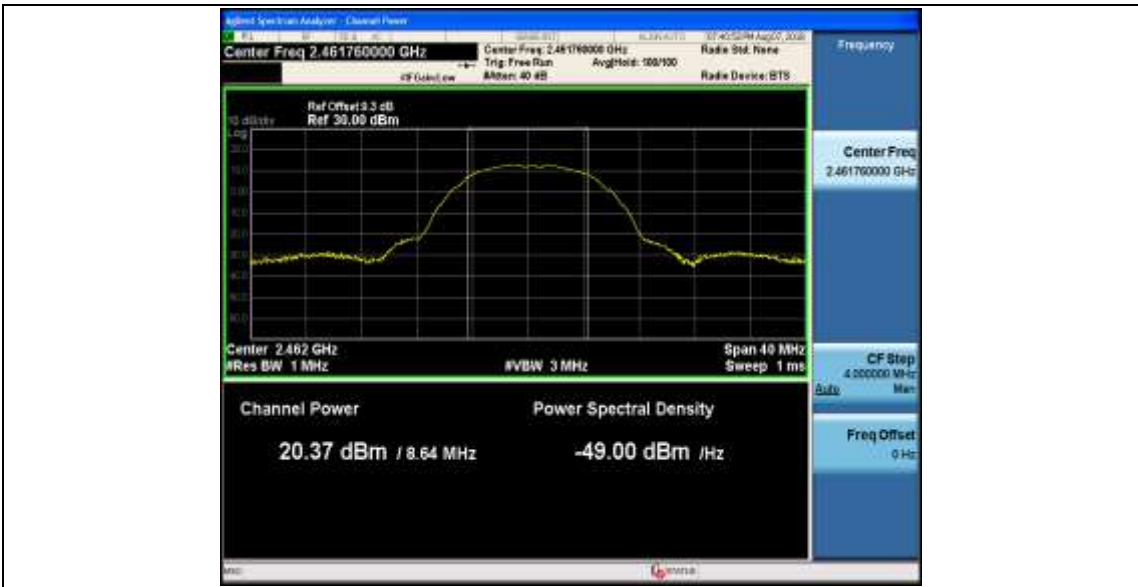 Agilent Spectrum Analyzer - Channel Power
Center Freq 2.461760000 GHz
Center Freq: 2.461760000 GHz
Radio Std: None
Trig: Free Run
Avg|Hold: 100/100
#IFGain:Low
#Atten: 40 dB
Radio Device: BTS
Frequency
Ref Offset 9.3 dB
10 dB/div
Ref 30.00 dBm
Log
Center Freq
2.461760000 GHz
Center 2.462 GHz
Span 40 MHz
#Res BW 1 MHz
#VBW 3 MHz
Sweep 1 ms
CF Step
4.000000 MHz
Auto
Man
Channel Power
Power Spectral Density
20.37 dBm / 8.64 MHz
-49.00 dBm /Hz
Freq Offset
0 Hz
MSG
STATUS